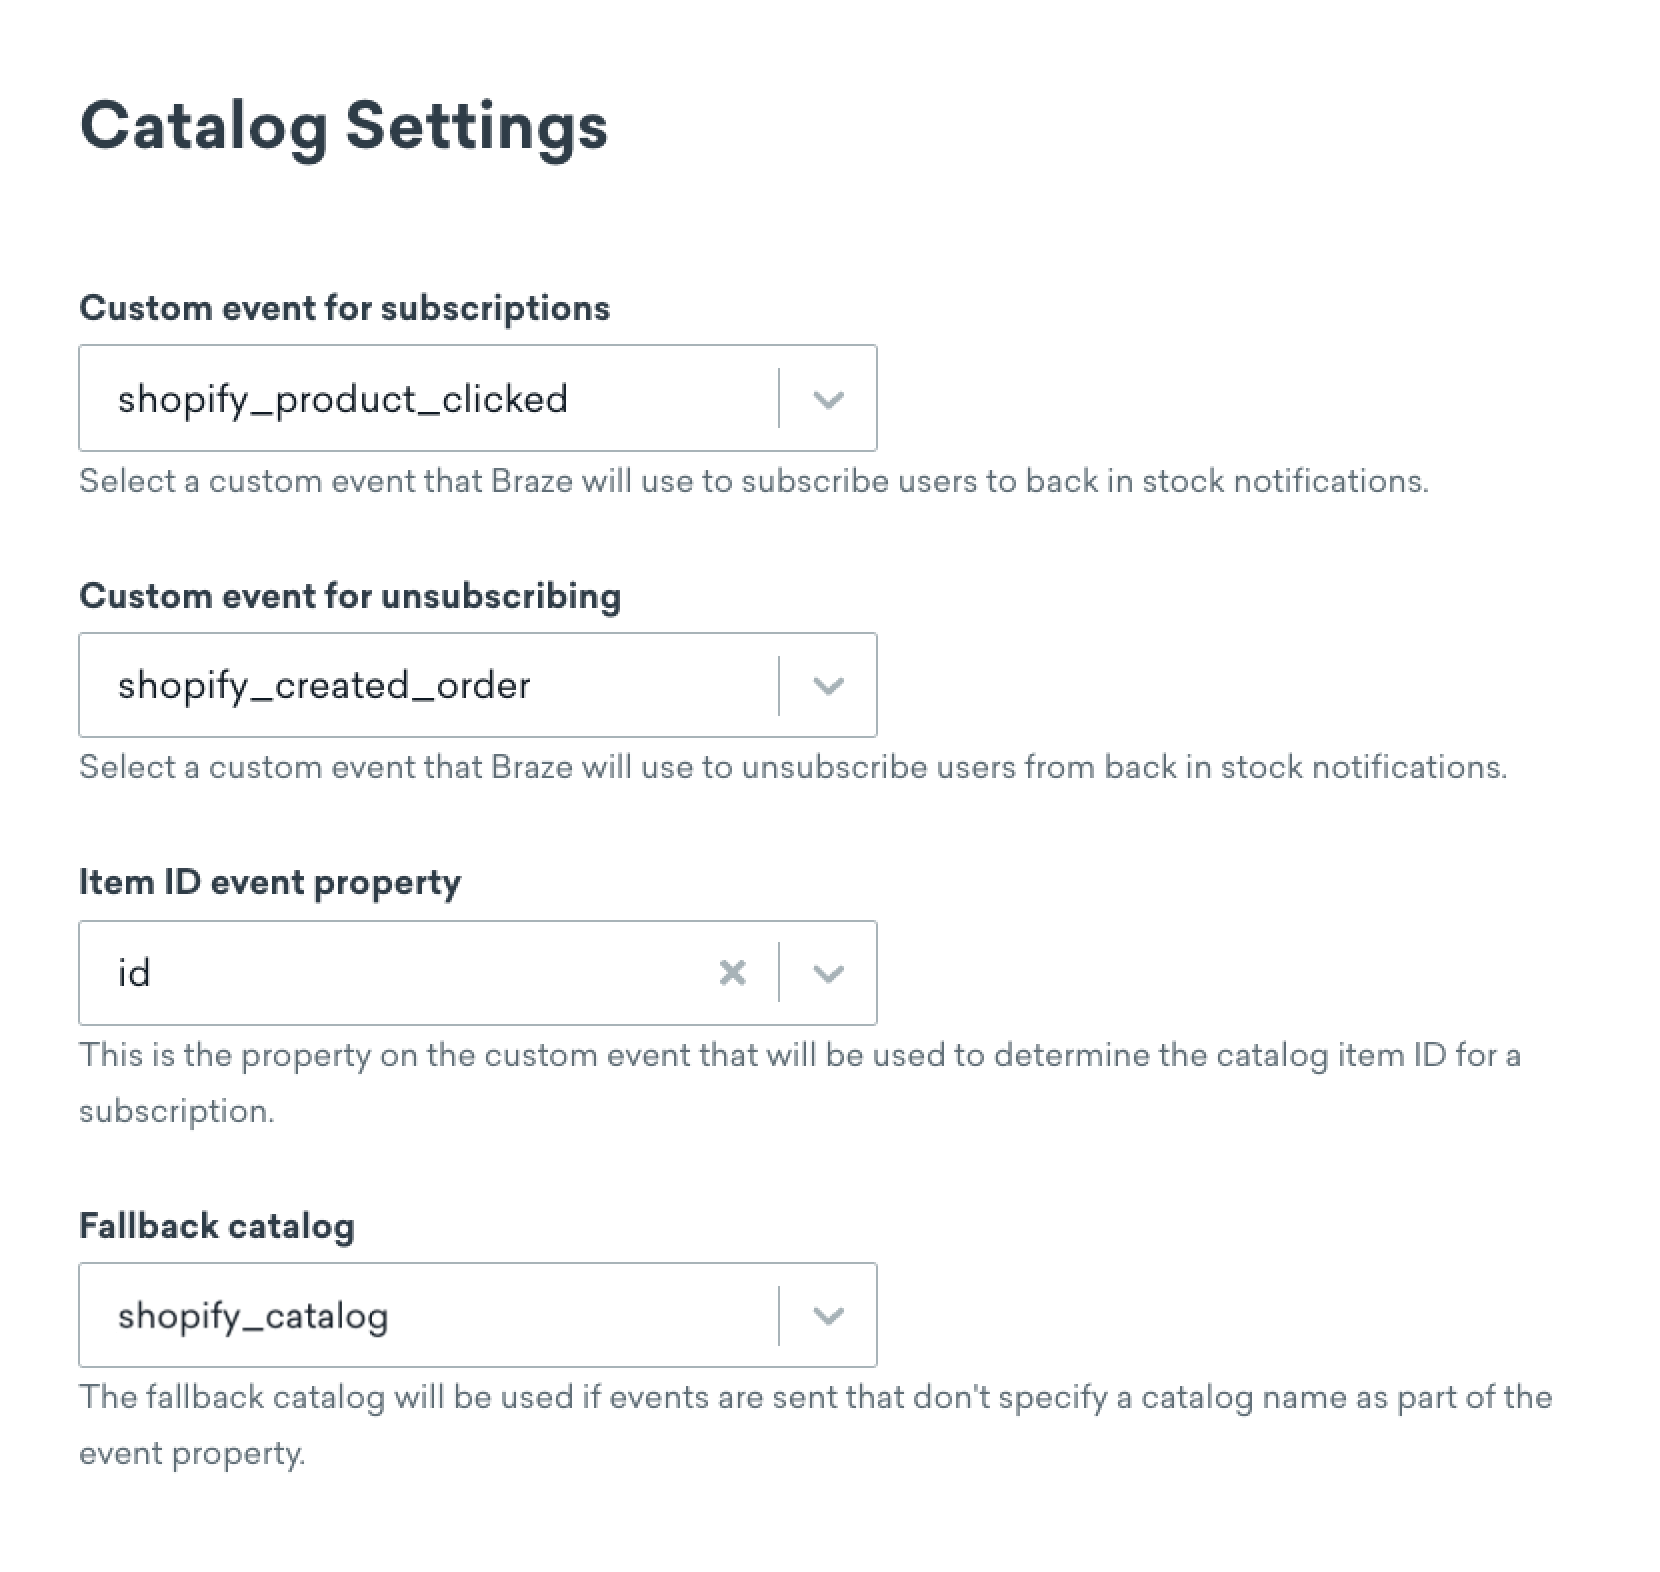 Catalog Settings
Custom event for subscriptions
shopify_product_clicked
Select a custom event that Braze will use to subscribe users to back in stock notifications.
Custom event for unsubscribing
shopify_created_order
Select a custom event that Braze will use to unsubscribe users from back in stock notifications.
Item ID event property
id
This is the property on the custom event that will be used to determine the catalog item ID for a
subscription.
Fallback catalog
shopify_catalog
The fallback catalog will be used if events are sent that don't specify a catalog name as part of the
event property.